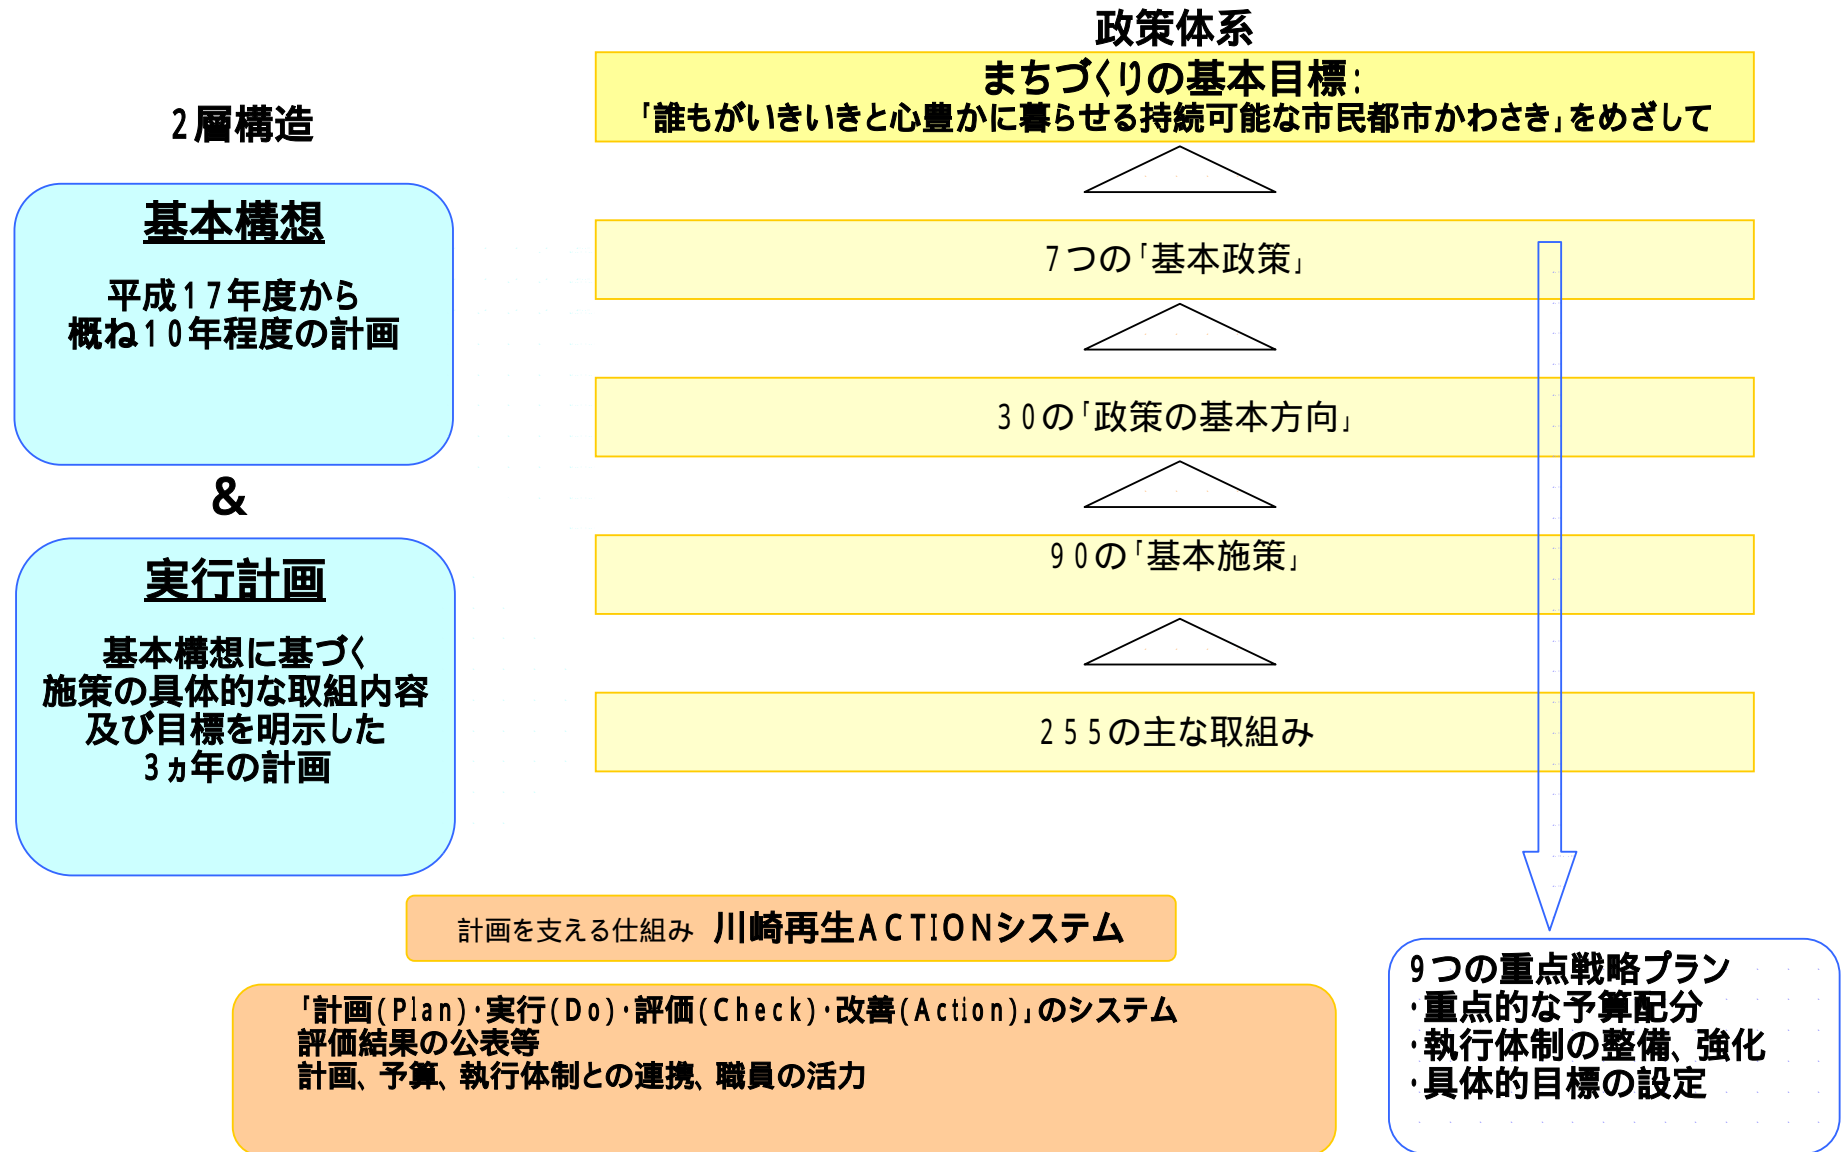 政策体系
まちづくりの基本目標：
「誰もがいきいきと心豊かに暮らせる持続可能な市民都市かわさき」をめざして
2層構造
基本構想
平成17年度から
概ね10年程度の計画
&
実行計画
基本構想に基づく
施策の具体的な取組内容
及び目標を明示した
3ヵ年の計画
7つの「基本政策」
30の「政策の基本方向」
90の「基本施策」
255の主な取組み
計画を支える仕組み 川崎再生ACTIONシステム
「計画(Plan)・実行(Do)・評価(Check)・改善(Action)」のシステム
評価結果の公表等
計画、予算、執行体制との連携、職員の活力
9つの重点戦略プラン
・重点的な予算配分
・執行体制の整備、強化
・具体的目標の設定